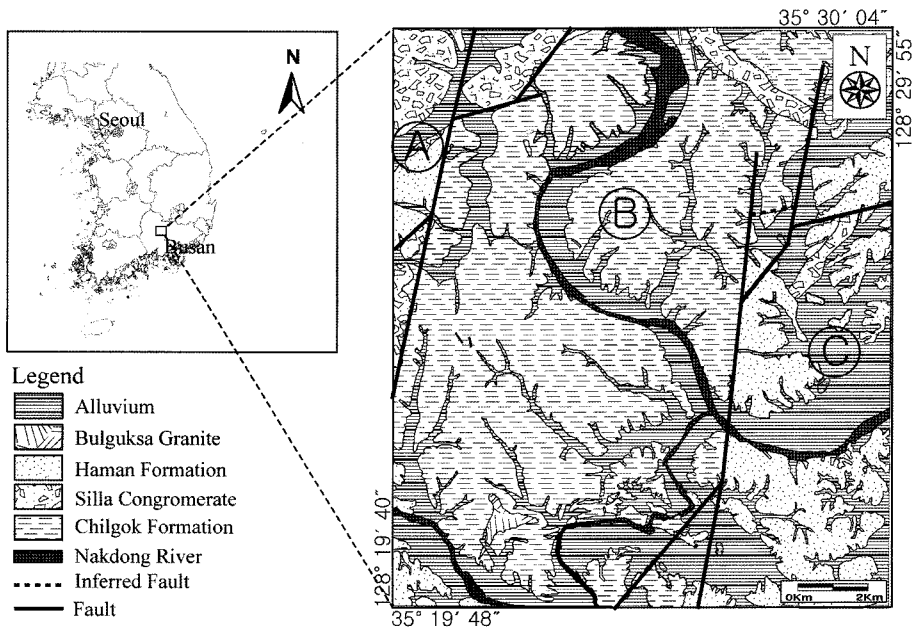 35° 30′ 04″
N
Seoul
Busan
N
128° 29′ 55″
A
B
C
Legend
Alluvium
Bulguksa Granite
Haman Formation
Silla Congromerate
Chilgok Formation
Nakdong River
Inferred Fault
Fault
128° 19′ 40″
0Km 2Km
35° 19′ 48″